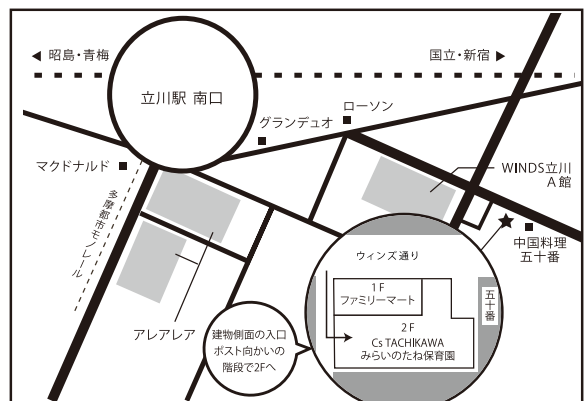 ◀ 昭島・青梅
国立・新宿 ▶
立川駅 南口
グランデュオ
ローソン
マクドナルド
多摩都市モノレール
WINDS立川
A館
中国料理
五十番
アレアレア
ウィンズ通り
1F
ファミリーマート
五十番
2F
Cs TACHIKAWA
みらいのたね保育園
建物側面の入口
ポスト向かいの
階段で2Fへ